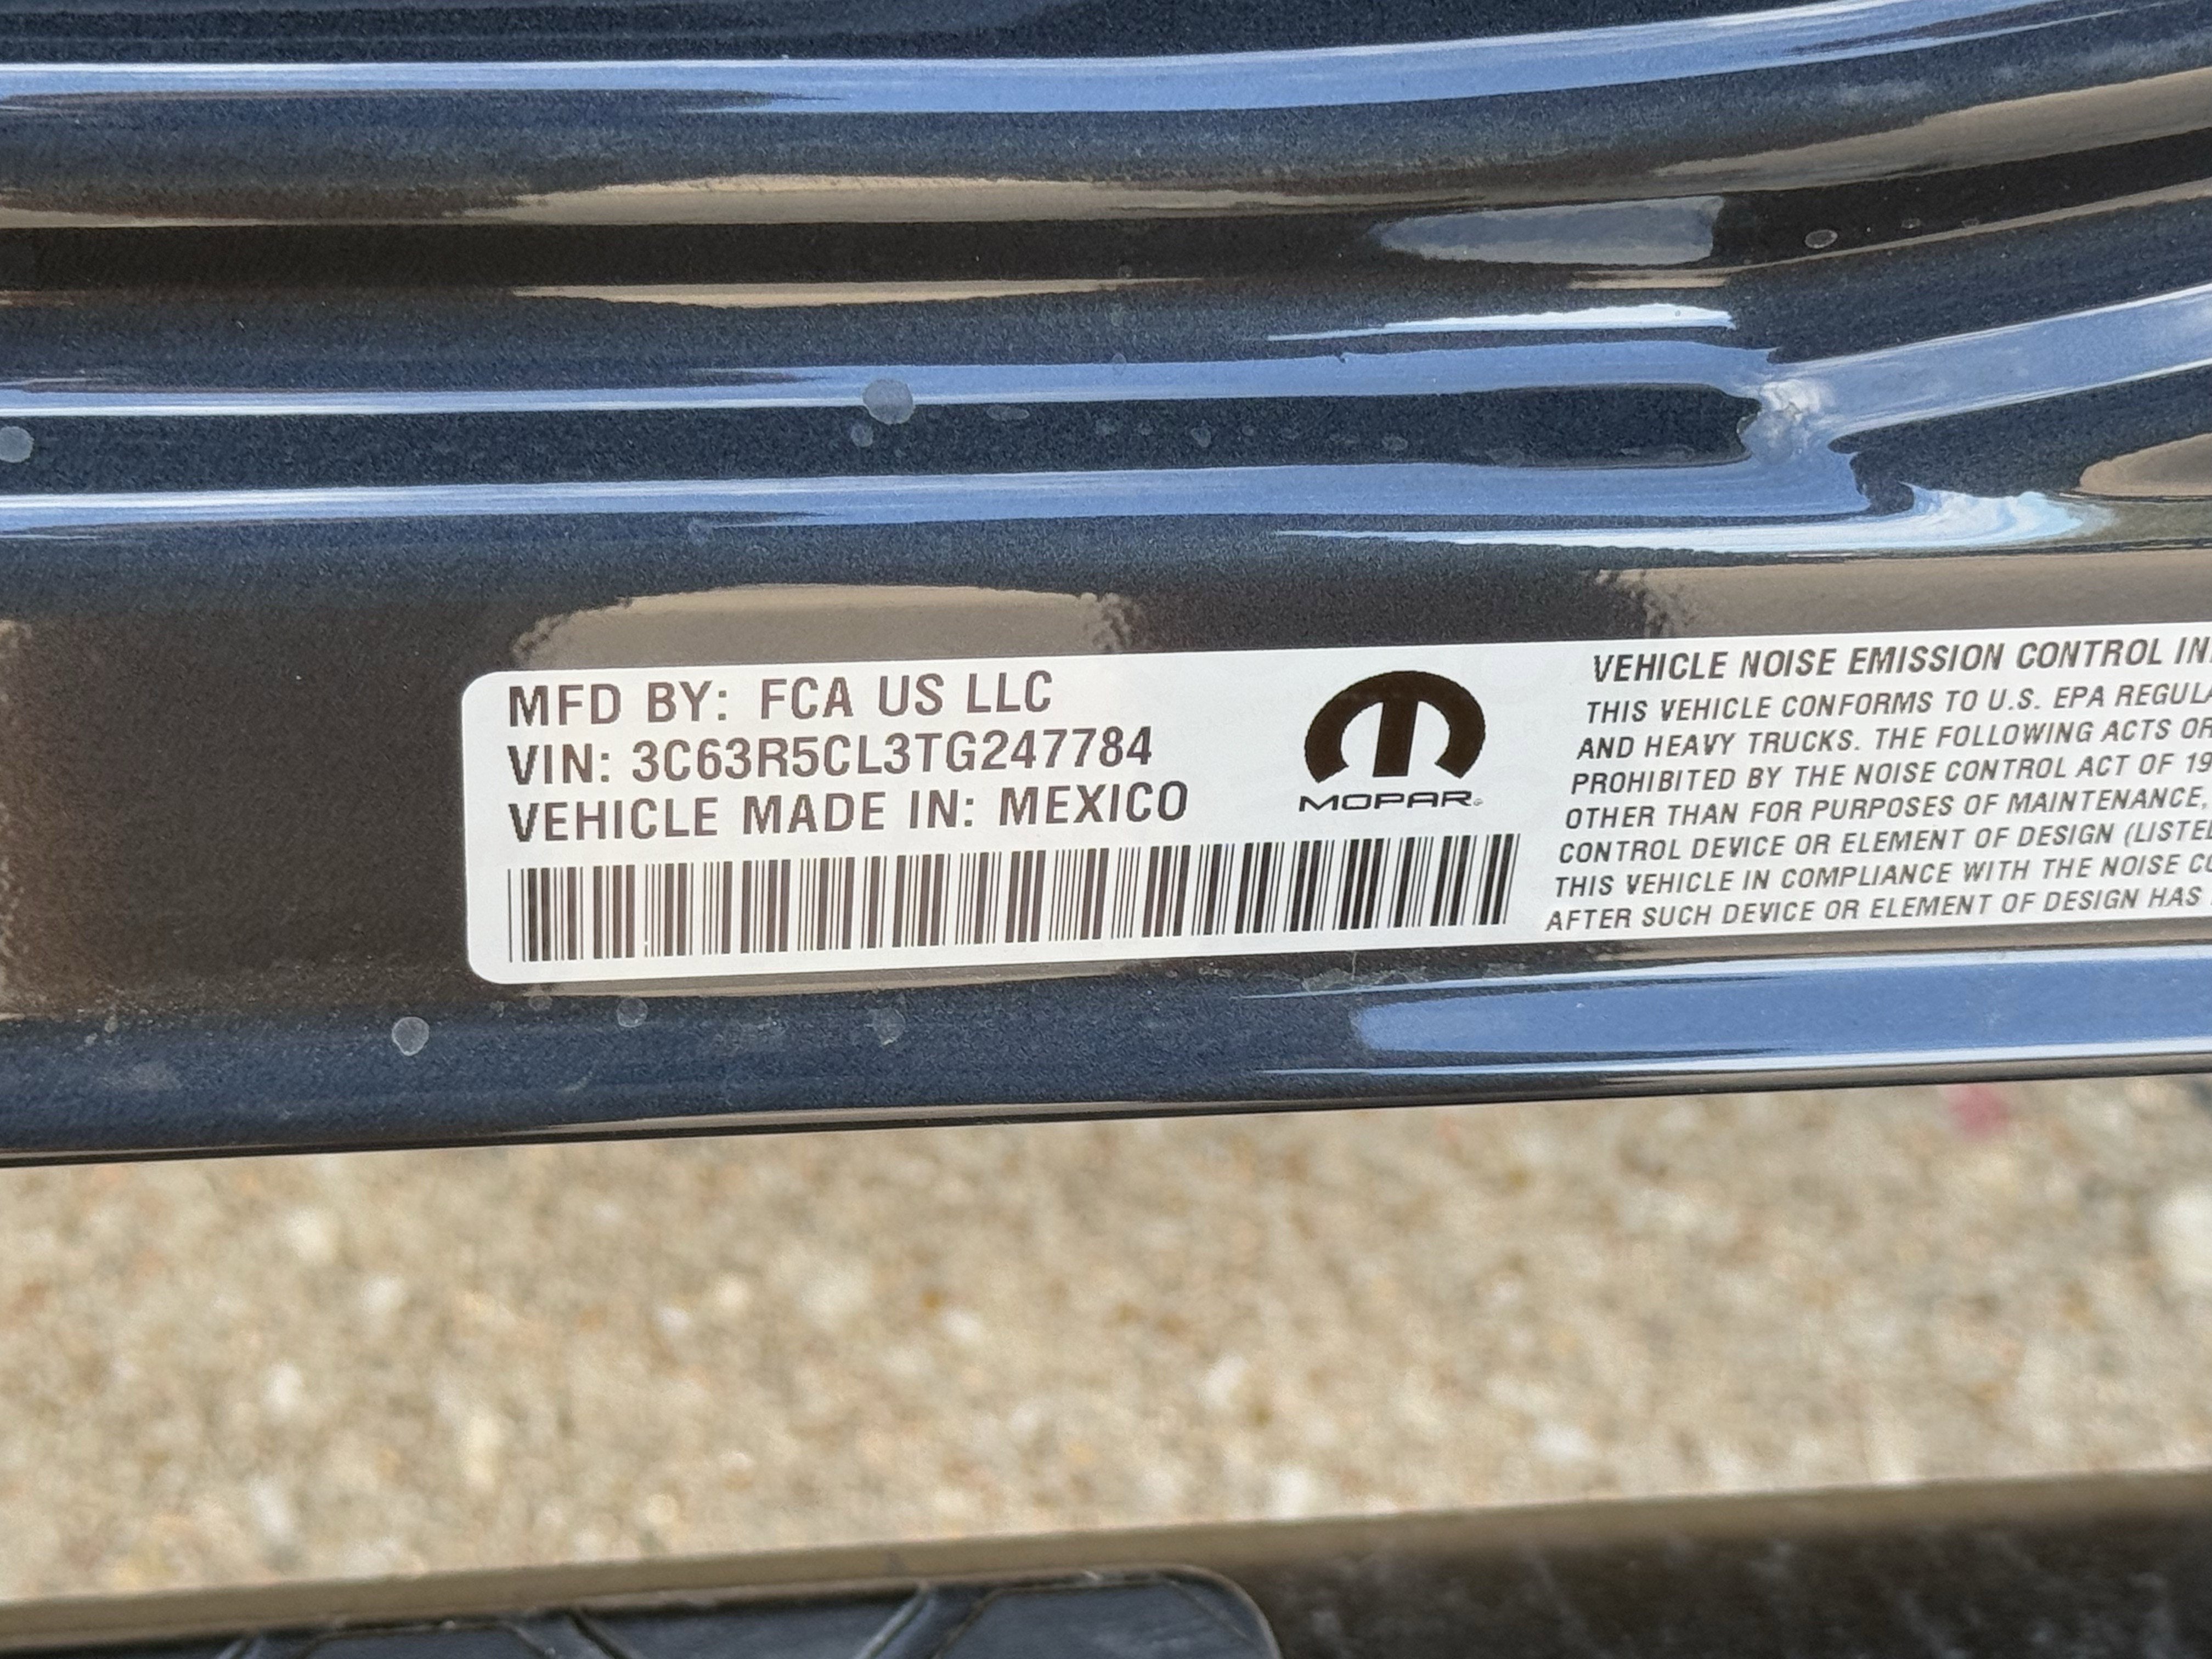 MFD BY: FCA US LLC
VIN: 3C63R5CL3TG247784
VEHICLE MADE IN: MEXICO
MOPAR
VEHICLE NOISE EMISSION CONTROL
THIS VEHICLE CONFORMS TO U.S. EPA
AND HEAVY TRUCKS. THE FOLLOWING ACTS
PROHIBITED BY THE NOISE CONTROL ACT OF
OTHER THAN FOR PURPOSES OF MAINTENANCE,
CONTROL DEVICE OR ELEMENT OF DESIGN
THIS VEHICLE IN COMPLIANCE WITH THE NOISE
AFTER SUCH DEVICE OR ELEMENT OF DESIGN HAS